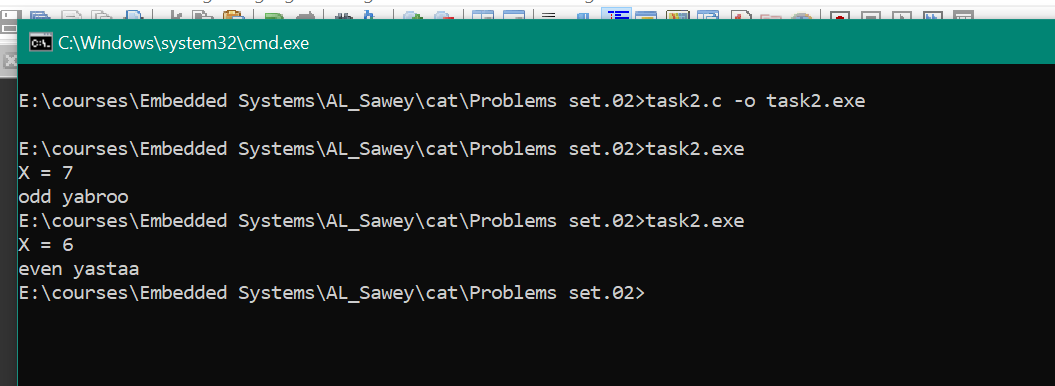 C:\Windows\system32\cmd.exe
E:\courses\Embedded Systems\AL_Sawey\cat\Problems set.02>task2.c -o task2.exe
E:\courses\Embedded Systems\AL_Sawey\cat\Problems set.02>task2.exe
X = 7
odd yabroo
E:\courses\Embedded Systems\AL_Sawey\cat\Problems set.02>task2.exe
X = 6
even yastaa
E:\courses\Embedded Systems\AL_Sawey\cat\Problems set.02>